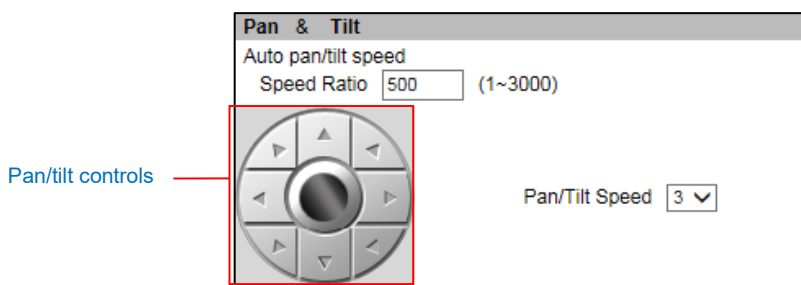 Pan & Tilt
Auto pan/tilt speed
Speed Ratio 500 (1~3000)
Pan/tilt controls
Pan/Tilt Speed 3